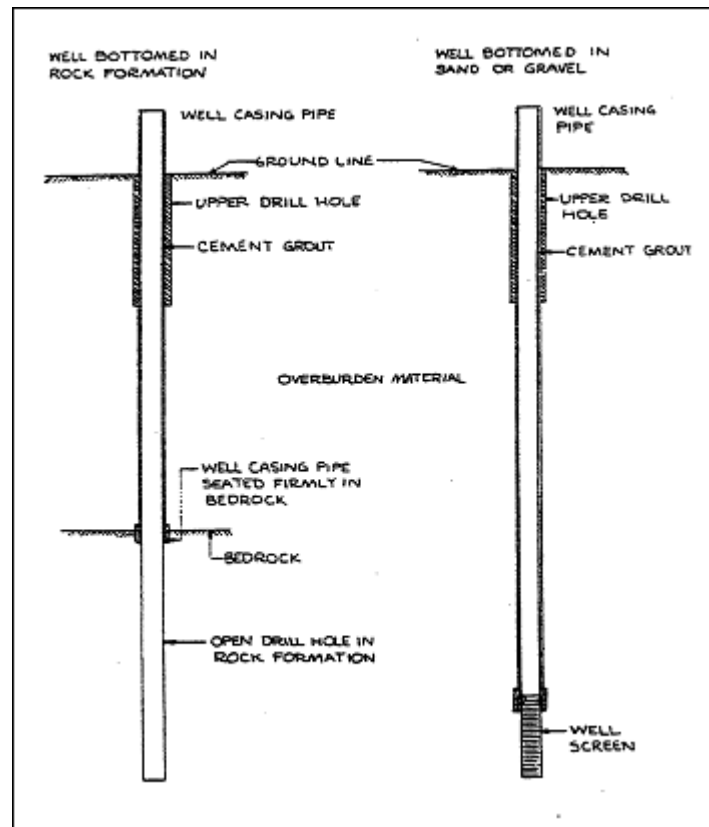 WELL BOTTOMED IN
ROCK FORMATION
WELL BOTTOMED IN
SAND OR GRAVEL
WELL CASING PIPE
WELL CASING
PIPE
GROUND LINE
UPPER DRILL HOLE
UPPER DRILL
HOLE
CEMENT GROUT
CEMENT GROUT
OVERBURDEN MATERIAL
WELL CASING PIPE
SEATED FIRMLY IN
BEDROCK
BEDROCK
OPEN DRILL HOLE IN
ROCK FORMATION
WELL
SCREEN